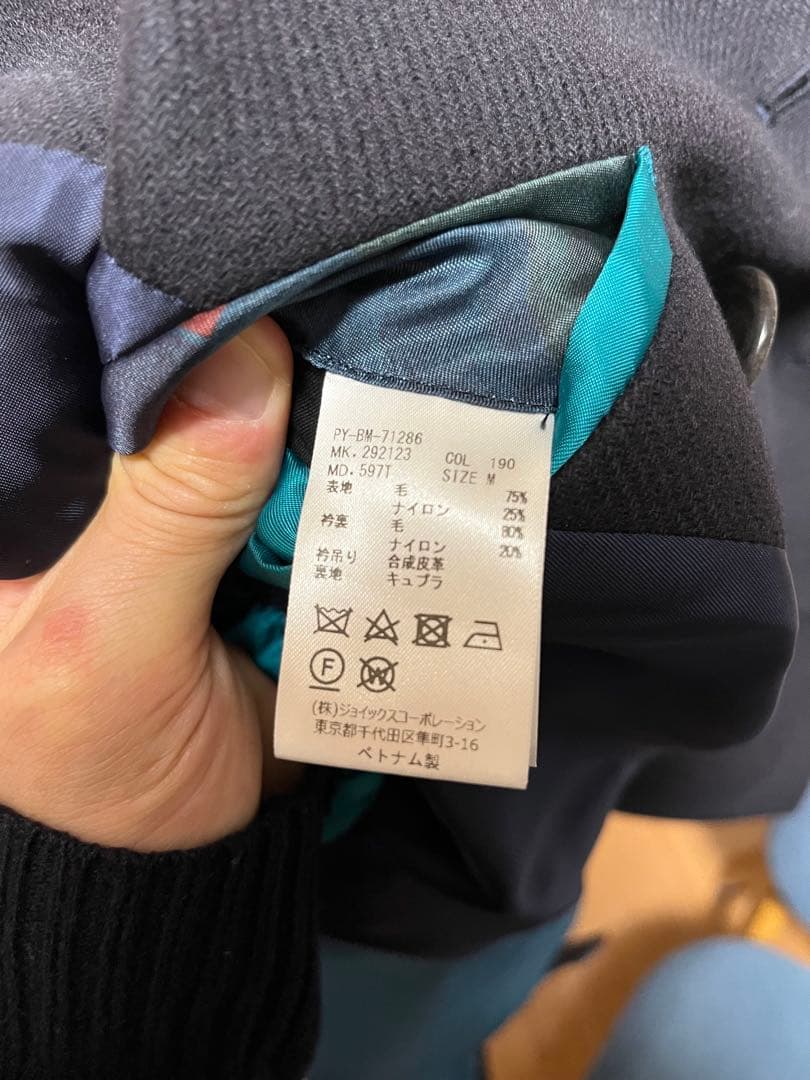 PY-BM-71286
MK. 292123 COL 190
MD. 597T SIZE M
表地 毛 75%
ナイロン 25%
衿裏 毛 80%
ナイロン 20%
衿吊り 合成皮革
裏地 キュプラ
F W
(株)ジョイックスコーポレーション
東京都千代田区隼町3-16
ベトナム製